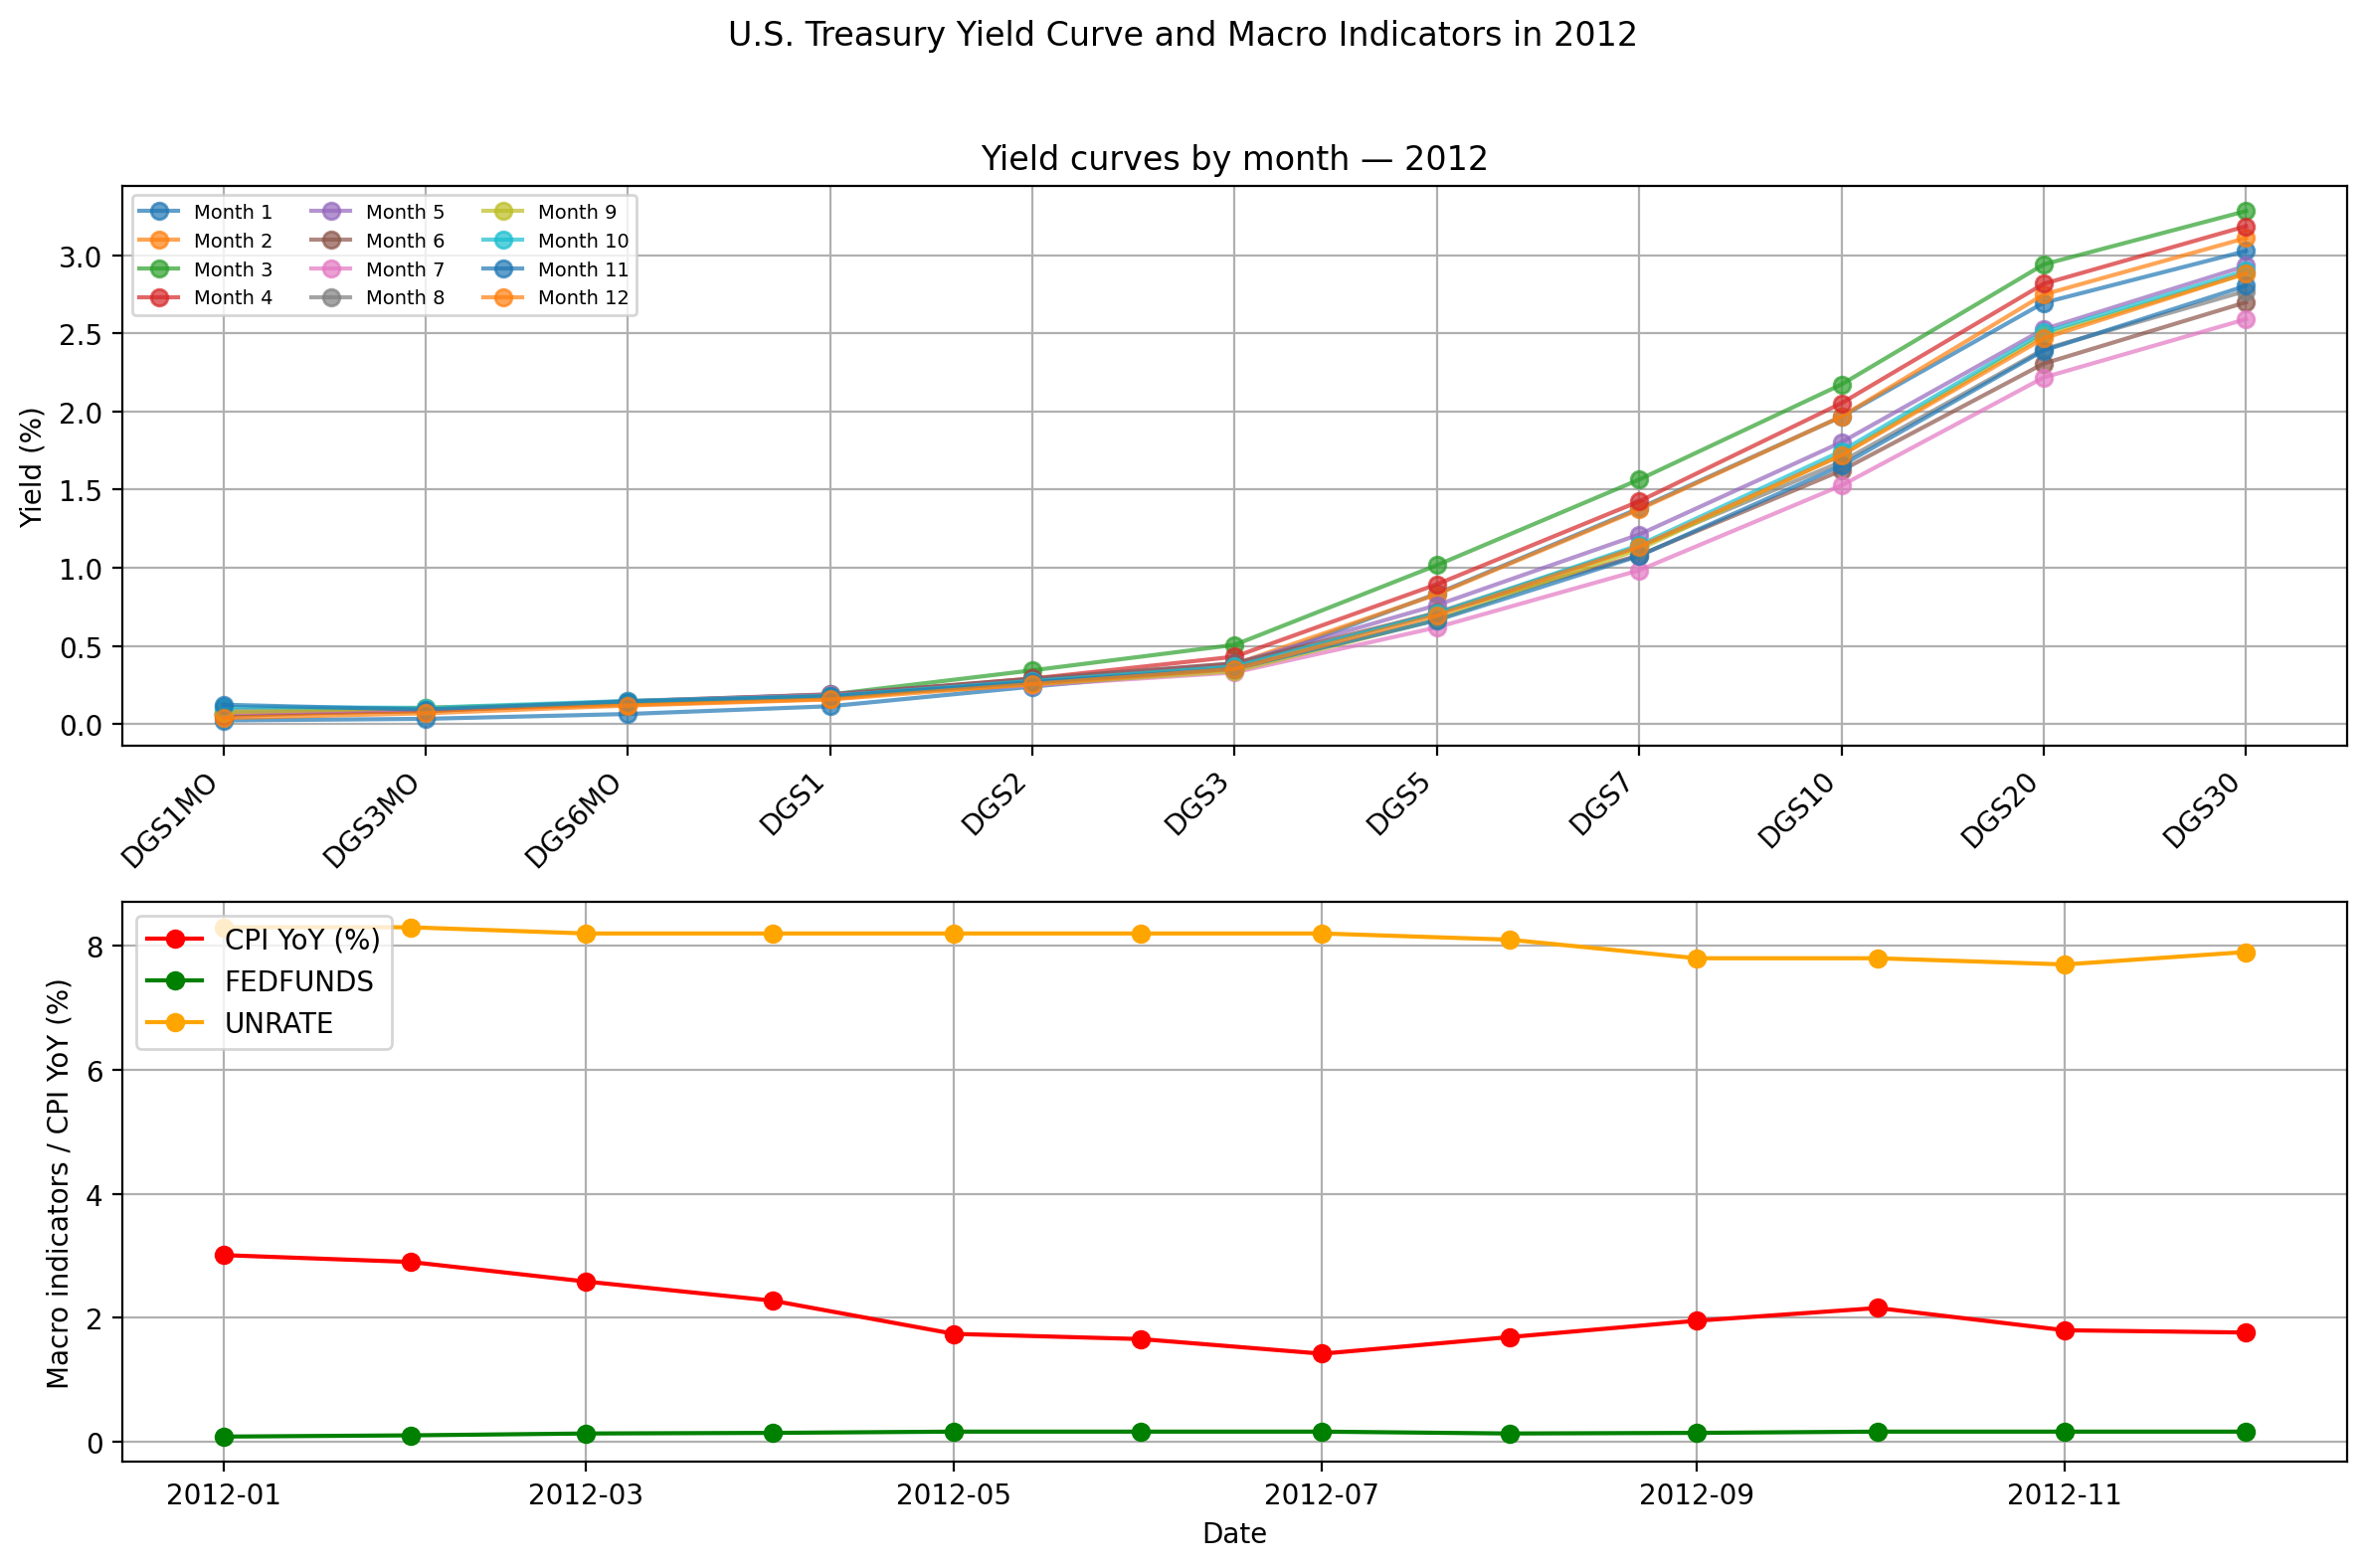 U.S. Treasury Yield Curve and Macro Indicators in 2012
Yield curves by month — 2012
Month 1
Month 2
Month 3
Month 4
Month 5
Month 6
Month 7
Month 8
Month 9
Month 10
Month 11
Month 12
Yield (%)
3.0
2.5
2.0
1.5
1.0
0.5
0.0
DGS1MO
DGS3MO
DGS6MO
DGS1
DGS2
DGS3
DGS5
DGS7
DGS10
DGS20
DGS30
CPI YoY (%)
FEDFUNDS
UNRATE
Macro indicators / CPI YoY (%)
8
6
4
2
0
2012-01
2012-03
2012-05
2012-07
2012-09
2012-11
Date